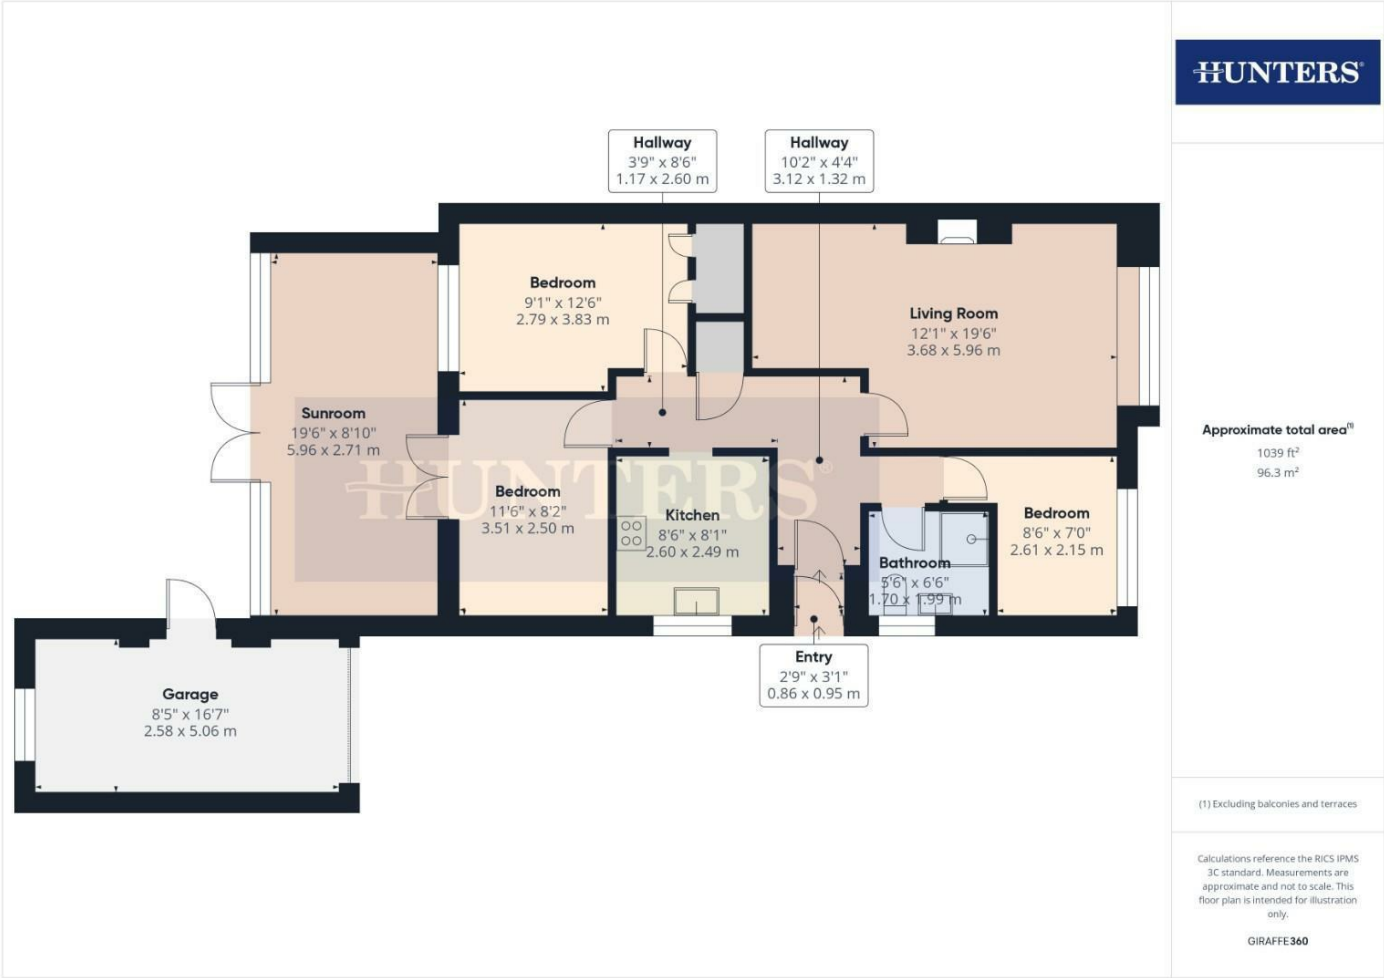 HUNTERS®
Hallway
3'9" x 8'6"
1.17 x 2.60 m
Hallway
10'2" x 4'4"
3.12 x 1.32 m
Bedroom
9'1" x 12'6"
2.79 x 3.83 m
Living Room
12'1" x 19'6"
3.68 x 5.96 m
Sunroom
19'6" x 8'10"
5.96 x 2.71 m
HUNTERS®
Bedroom
11'6" x 8'2"
3.51 x 2.50 m
Kitchen
8'6" x 8'1"
2.60 x 2.49 m
Bedroom
8'6" x 7'0"
2.61 x 2.15 m
Bathroom
5'6" x 6'6"
1.70 x 1.99 m
Entry
2'9" x 3'1"
0.86 x 0.95 m
Garage
8'5" x 16'7"
2.58 x 5.06 m
Approximate total area⁽¹⁾
1039 ft²
96.3 m²
(1) Excluding balconies and terraces
Calculations reference the RICS IPMS
3C standard. Measurements are
approximate and not to scale. This
floor plan is intended for illustration
only.
GIRAFFE360